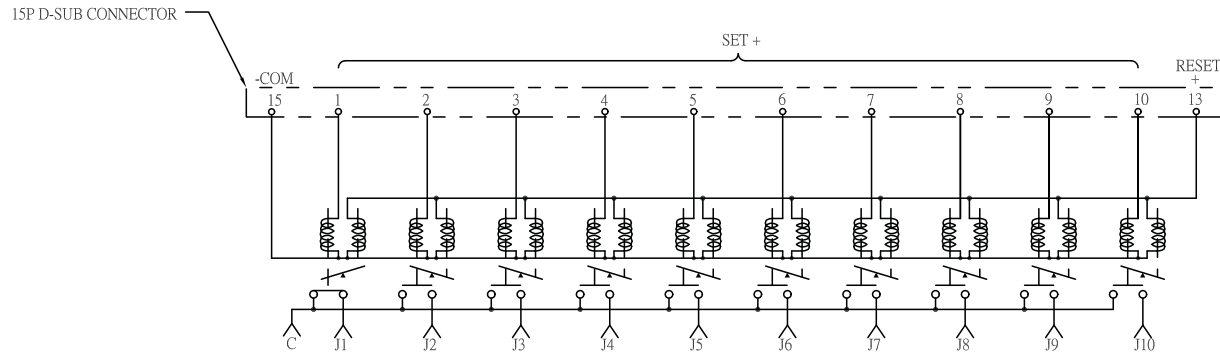 15P D-SUB CONNECTOR
SET +
-COM
RESET
+
15 1 2 3 4 5 6 7 8 9 10 13
C J1 J2 J3 J4 J5 J6 J7 J8 J9 J10